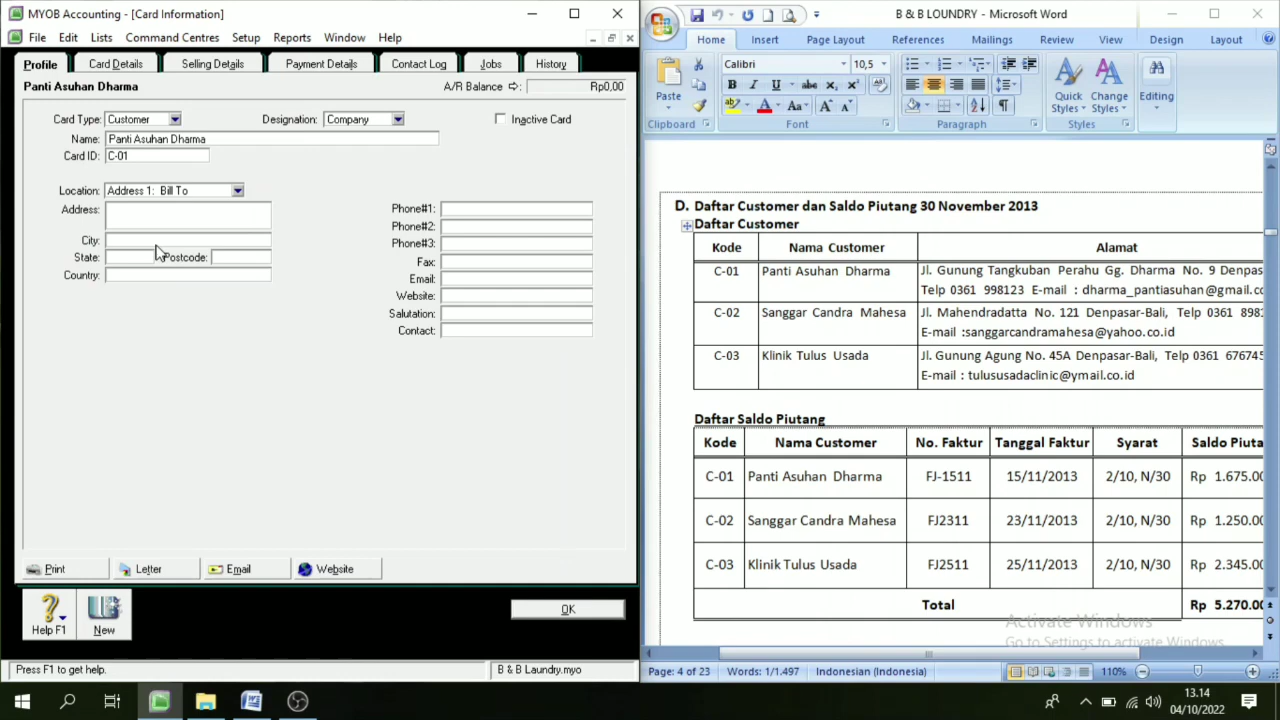 MYOB Accounting - [Card Information]
File Edit Lists Command Centres Setup Reports Window Help
Profile Card Details Selling Details Payment Details Contact Log Jobs History
Panti Asuhan Dharma A/R Balance Rp0,00
Card Type: Customer Designation: Company Inactive Card
Name: Panti Asuhan Dharma
Card ID: C-01
Location: Address 1: Bill To
Address: Phone#1:
Phone#2:
City: Phone#3:
State: Postcode: Fax:
Country: Email:
Website:
Salutation:
Contact:
Print Letter Email Website
OK
Help F1 New
Press F1 to get help. B & B Laundry.myo
B & B LOUNDRY - Microsoft Word
Home Insert Page Layout References Mailings Review View Design Layout
Calibri 10,5
Paste B I U abc x₂ x² Quick Styles Change Styles Editing
ab A Aa A A
Clipboard Font Paragraph Styles
D. Daftar Customer dan Saldo Piutang 30 November 2013
Daftar Customer
Kode Nama Customer Alamat
C-01 Panti Asuhan Dharma Jl. Gunung Tangkuban Perahu Gg. Dharma No. 9 Denpas
Telp 0361 998123 E-mail : dharma_pantiasuhan@gmail.co
C-02 Sanggar Candra Mahesa Jl. Mahendradatta No. 121 Denpasar-Bali, Telp 0361 898
E-mail :sanggarcandramahesa@yahoo.co.id
C-03 Klinik Tulus Usada Jl. Gunung Agung No. 45A Denpasar-Bali, Telp 0361 676745
E-mail : tulususadaclinic@ymail.co.id
Daftar Saldo Piutang
Kode Nama Customer No. Faktur Tanggal Faktur Syarat Saldo Piuta
C-01 Panti Asuhan Dharma FJ-1511 15/11/2013 2/10, N/30 Rp 1.675.00
C-02 Sanggar Candra Mahesa FJ2311 23/11/2013 2/10, N/30 Rp 1.250.00
C-03 Klinik Tulus Usada FJ2511 25/11/2013 2/10, N/30 Rp 2.345.00
Total Rp 5.270.00
Activate Windows
Go to Settings to activate Windows.
Page: 4 of 23 Words: 1/1.497 Indonesian (Indonesia) 110%
13.14
04/10/2022